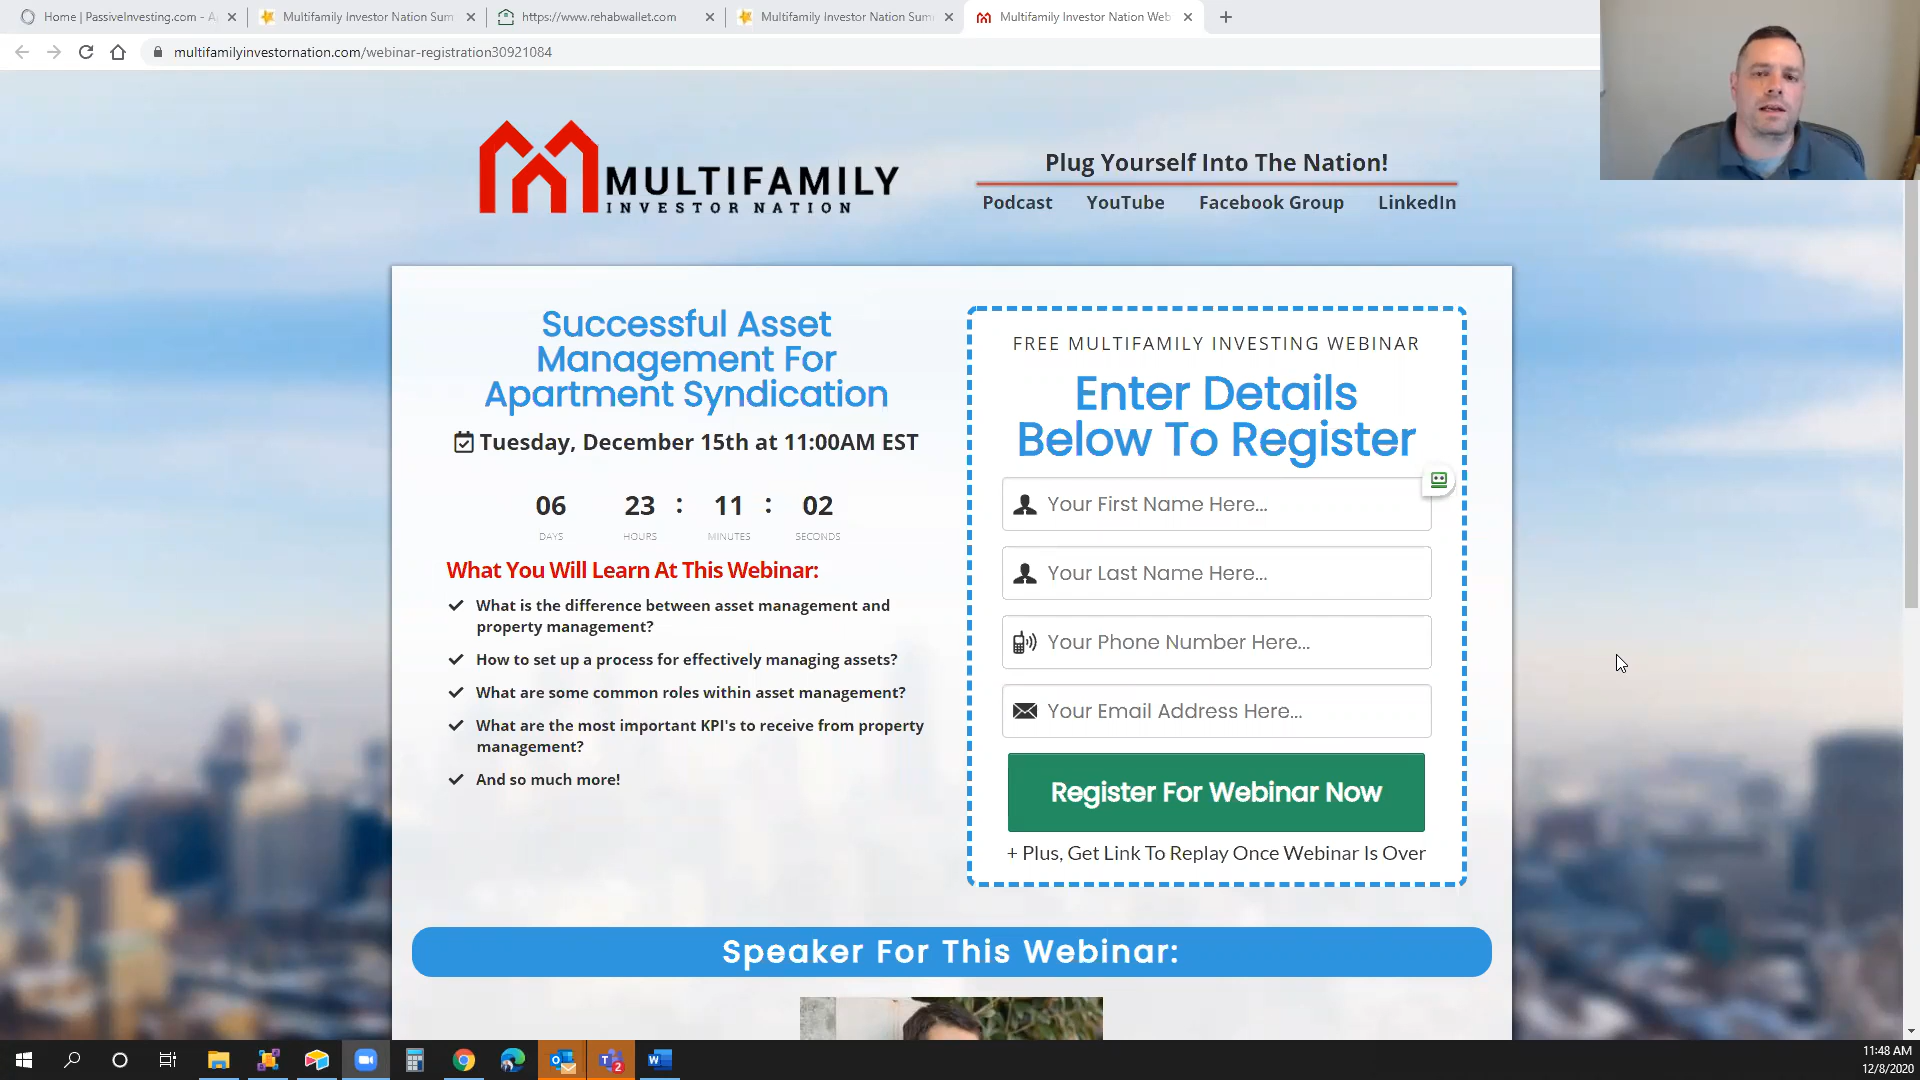 Home | PassiveInvesting.com - A
Multifamily Investor Nation Sum
https://www.rehabwallet.com
Multifamily Investor Nation Sum
Multifamily Investor Nation Web
multifamilyinvestornation.com/webinar-registration30921084
MULTIFAMILY
INVESTOR NATION
Plug Yourself Into The Nation!
Podcast YouTube Facebook Group LinkedIn
Successful Asset
Management For
Apartment Syndication
Tuesday, December 15th at 11:00AM EST
06 23 : 11 : 02
DAYS HOURS MINUTES SECONDS
What You Will Learn At This Webinar:
What is the difference between asset management and
property management?
How to set up a process for effectively managing assets?
What are some common roles within asset management?
What are the most important KPI's to receive from property
management?
And so much more!
FREE MULTIFAMILY INVESTING WEBINAR
Enter Details
Below To Register
Your First Name Here...
Your Last Name Here...
Your Phone Number Here...
Your Email Address Here...
Register For Webinar Now
+ Plus, Get Link To Replay Once Webinar Is Over
Speaker For This Webinar:
11:48 AM
12/8/2020